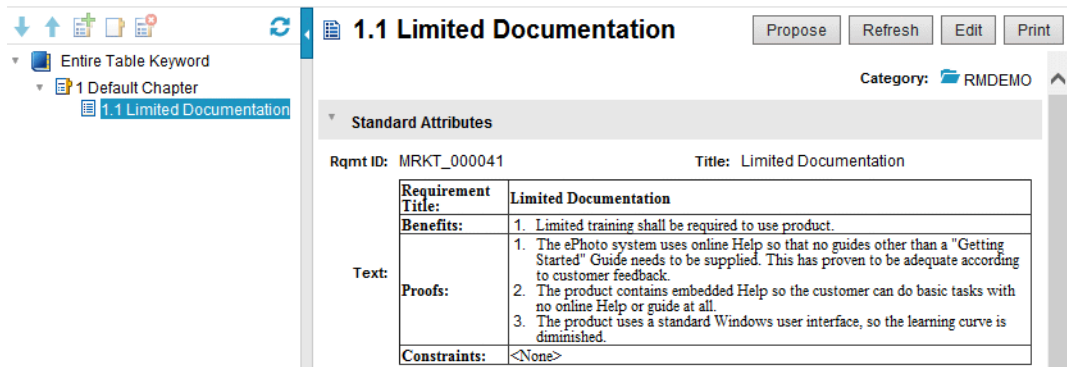 1.1 Limited Documentation
Propose
Refresh
Edit
Print
Entire Table Keyword
1 Default Chapter
1.1 Limited Documentation
Category: RMDEMO
Standard Attributes
Rqmt ID: MRKT_000041
Title: Limited Documentation
Text:
Requirement
Title:
Limited Documentation
Benefits:
1. Limited training shall be required to use product.
Proofs:
1. The ePhoto system uses online Help so that no guides other than a "Getting
Started" Guide needs to be supplied. This has proven to be adequate according
to customer feedback.
2. The product contains embedded Help so the customer can do basic tasks with
no online Help or guide at all.
3. The product uses a standard Windows user interface, so the learning curve is
diminished.
Constraints:
<None>